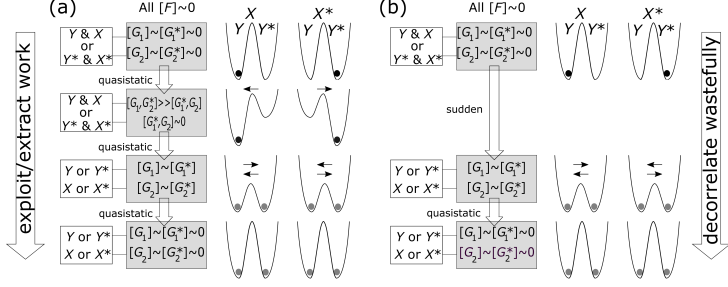 (a)
All [F]~0
X
X*
Y Y*
Y Y*
exploit/extract work
Y & X
or
Y* & X*
[G₁]~[G₁*]~0
[G₂]~[G₂*]~0
quasistatic
Y & X
or
Y* & X*
[G₁,G₂*]>>[G₁*,G₂]
[G₁*,G₂]~0
quasistatic
Y or Y*
X or X*
[G₁]~[G₁*]
[G₂]~[G₂*]
quasistatic
Y or Y*
X or X*
[G₁]~[G₁*]~0
[G₂]~[G₂*]~0
(b)
All [F]~0
X
X*
Y Y*
Y Y*
Y & X
or
Y* & X*
[G₁]~[G₁*]~0
[G₂]~[G₂*]~0
sudden
Y or Y*
X or X*
[G₁]~[G₁*]
[G₂]~[G₂*]
quasistatic
Y or Y*
X or X*
[G₁]~[G₁*]~0
[G₂]~[G₂*]~0
decorrelate wastefully